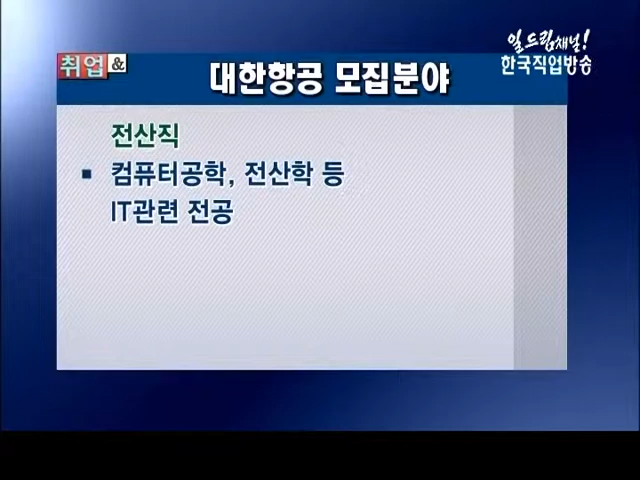 일 드림 채널!
한국직업방송
취업 &
대한항공 모집분야
전산직
▪ 컴퓨터공학, 전산학 등
IT관련 전공